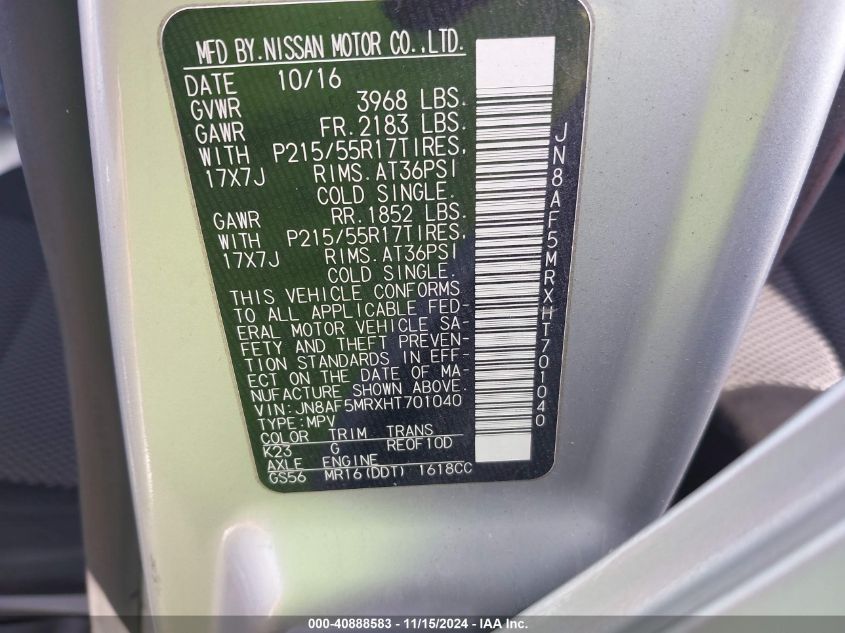 MFD BY.NISSAN MOTOR CO.,LTD.
DATE 10/16
GVWR 3968 LBS.
GAWR FR.2183 LBS.
WITH P215/55R17TIRES,
17X7J RIMS.AT36PSI
COLD SINGLE.
GAWR RR.1852 LBS.
WITH P215/55R17TIRES,
17X7J RIMS.AT36PSI
COLD SINGLE.
THIS VEHICLE CONFORMS
TO ALL APPLICABLE FED-
ERAL MOTOR VEHICLE SA-
FETY AND THEFT PREVEN-
TION STANDARDS IN EFF-
ECT ON THE DATE OF MA-
NUFACTURE SHOWN ABOVE.
VIN:JN8AF5MRXHT701040
TYPE:MPV
COLOR TRIM TRANS
K23 G RE0F10D
AXLE ENGINE
GS56 MR16(DDT) 1618CC
JN8AF5MRXHT701040
000-40888583 - 11/15/2024 - IAA Inc.